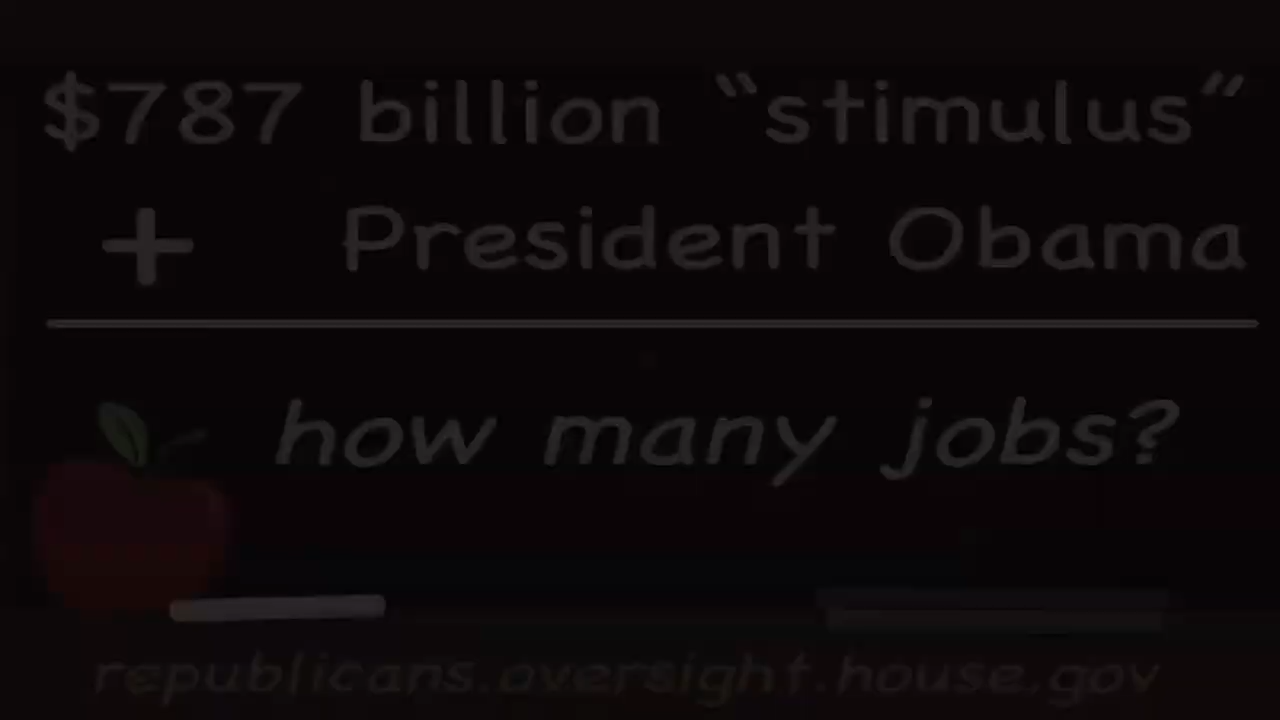 $787 billion “stimulus”
+ President Obama
how many jobs?
republicans.oversight.house.gov